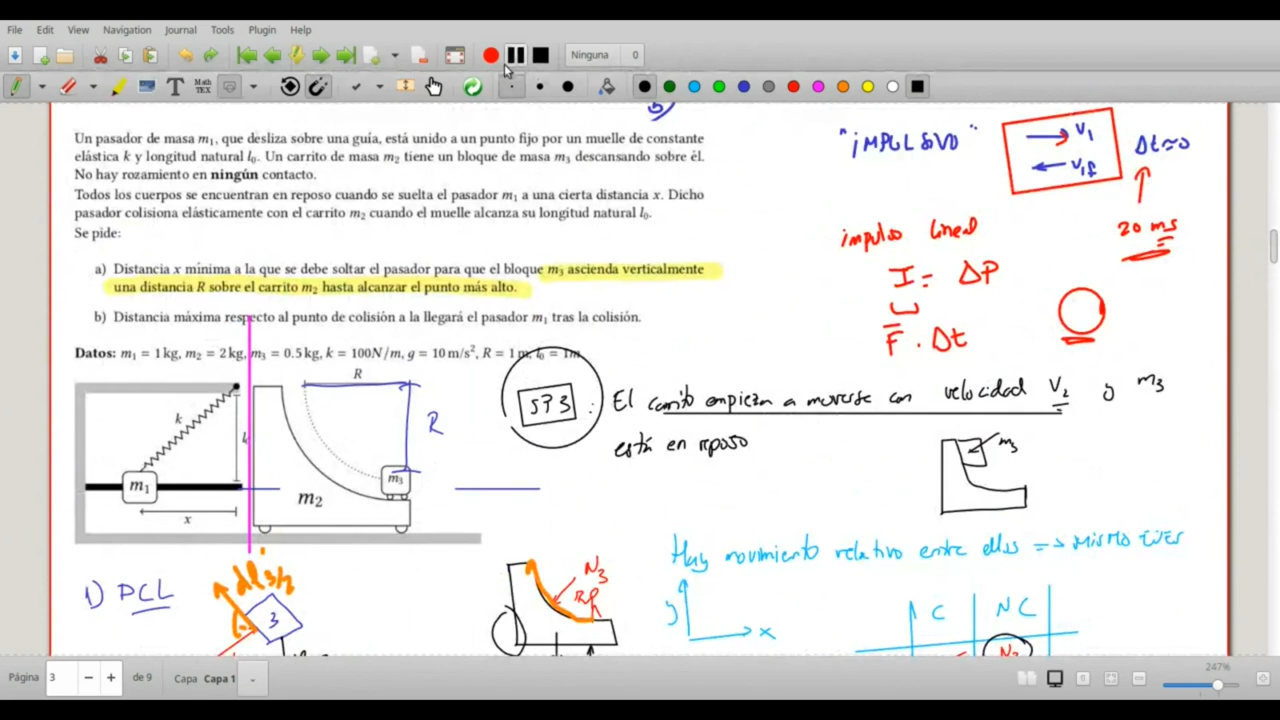 File Edit View Navigation Journal Tools Plugin Help
Ninguna 0
T Math TEX
Un pasador de masa m₁, que desliza sobre una guía, está unido a un punto fijo por un muelle de constante
elástica k y longitud natural l₀. Un carrito de masa m₂ tiene un bloque de masa m₃ descansando sobre él.
No hay rozamiento en ningún contacto.
Todos los cuerpos se encuentran en reposo cuando se suelta el pasador m₁ a una cierta distancia x. Dicho
pasador colisiona elásticamente con el carrito m₂ cuando el muelle alcanza su longitud natural l₀.
Se pide:
a) Distancia x mínima a la que se debe soltar el pasador para que el bloque m₃ ascienda verticalmente
una distancia R sobre el carrito m₂ hasta alcanzar el punto más alto.
b) Distancia máxima respecto al punto de colisión a la llegará el pasador m₁ tras la colisión.
Datos: m₁ = 1 kg, m₂ = 2 kg, m₃ = 0.5 kg, k = 100N/m, g = 10 m/s², R = 1 m, l₀ = 1m
"iMPULSIVO"
V₁
V₁f
Δt≈0
20 ms
impulso lineal
I = ΔP
F̄ · Δt
R
k
R
m₁
m₂
m₃
x
SP3 : El carrito empieza a moverse con velocidad V₂ o m₃
está en reposo
m₃
Hay movimiento relativo entre ellos => MISMO EJES
1) PCL
3
N₃
y
x
C NC
N₃
Página 3 de 9 Capa Capa 1
247%